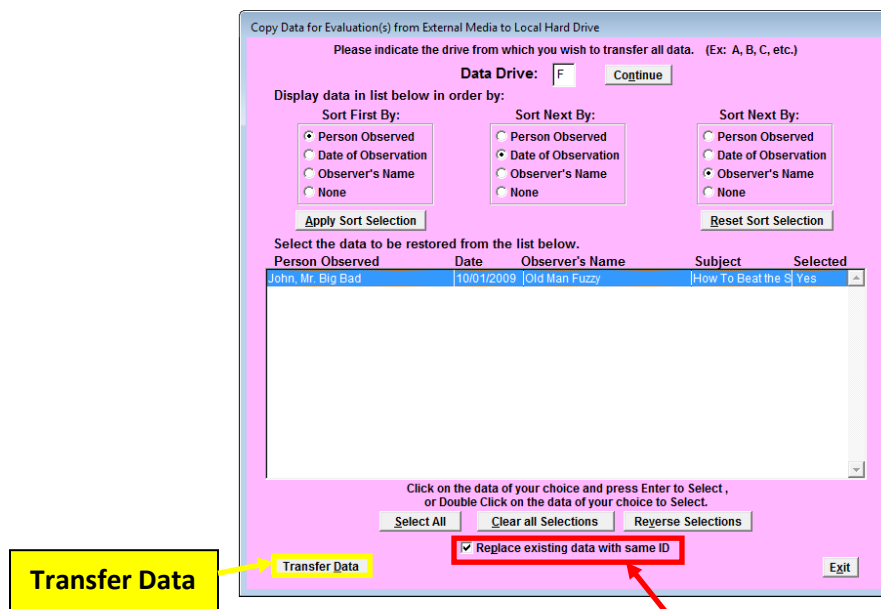 Copy Data for Evaluation(s) from External Media to Local Hard Drive
Please indicate the drive from which you wish to transfer all data. (Ex: A, B, C, etc.)
Data Drive: F Continue
Display data in list below in order by:
Sort First By: Sort Next By: Sort Next By:
Person Observed Person Observed Person Observed
Date of Observation Date of Observation Date of Observation
Observer's Name Observer's Name Observer's Name
None None None
Apply Sort Selection Reset Sort Selection
Select the data to be restored from the list below.
Person Observed Date Observer's Name Subject Selected
John, Mr. Big Bad 10/01/2009 Old Man Fuzzy How To Beat the S Yes
Click on the data of your choice and press Enter to Select ,
or Double Click on the data of your choice to Select.
Select All Clear all Selections Reverse Selections
Replace existing data with same ID
Transfer Data Transfer Data Exit